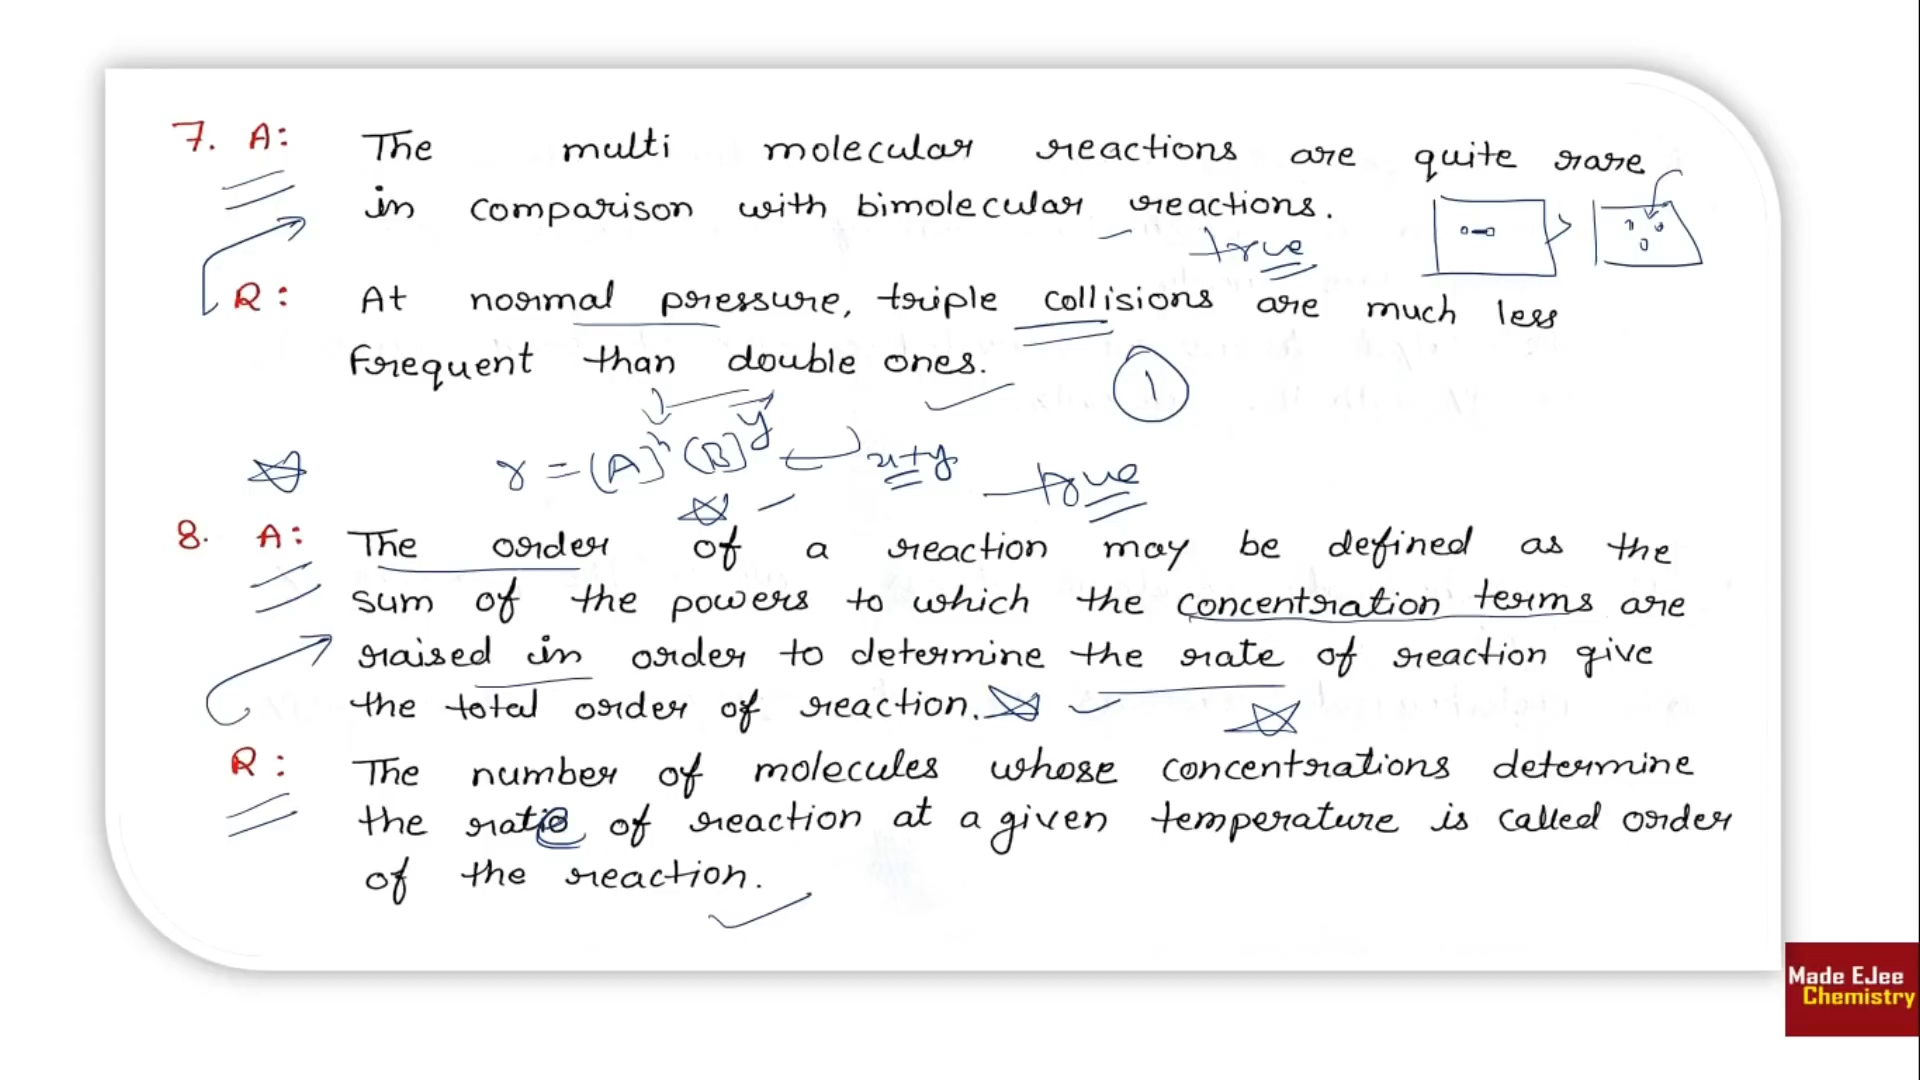 7. A: The multi molecular reactions are quite rare
in comparison with bimolecular reactions.
true
R: At normal pressure, triple collisions are much less
Frequent than double ones.
1
r = (A)^x (B)^y
x+y
true
8. A: The order of a reaction may be defined as the
sum of the powers to which the concentration terms are
raised in order to determine the rate of reaction give
the total order of reaction.
R: The number of molecules whose concentrations determine
the rate of reaction at a given temperature is called order
of the reaction.
Made EJee
Chemistry